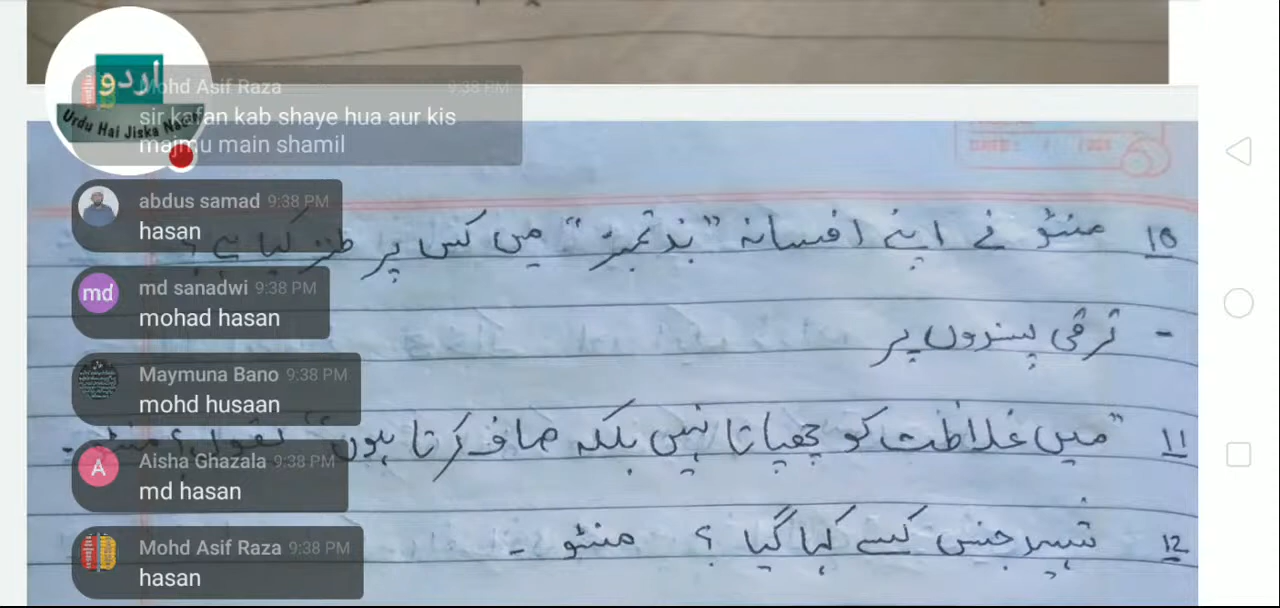 اردو
Urdu Hai Jiska Naam
Mohd Asif Raza 9:38 PM
sir kafan kab shaye hua aur kis
majmu main shamil
abdus samad 9:38 PM
hasan
md sanadwi 9:38 PM
mohad hasan
Maymuna Bano 9:38 PM
mohd husaan
Aisha Ghazala 9:38 PM
md hasan
Mohd Asif Raza 9:38 PM
hasan
DATE:
10 منٹو نے اپنے افسانہ "بدتمیز" میں کس پر طنز کیا ہے؟
- ترقی پسندوں پر
11 "میں غلاظت کو چھپاتا نہیں بلکہ صاف کرتا ہوں" بقول؟ منٹو -
12 شہید جنس کسے کہا گیا ؟ منٹو -